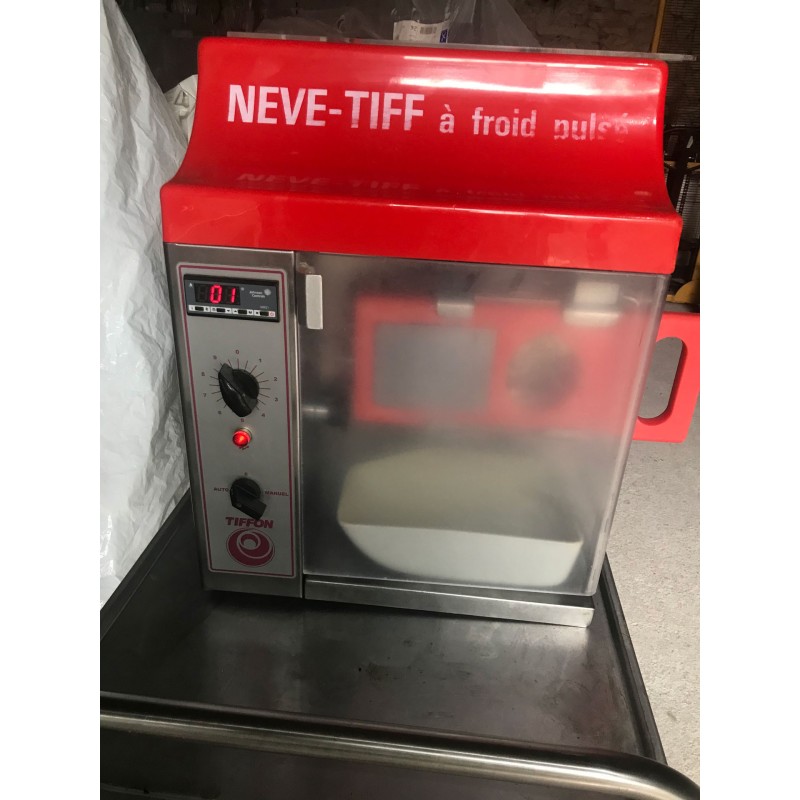 NEVE-TIFF à froid pulsé
01
AUTO
MANUEL
TIFFON